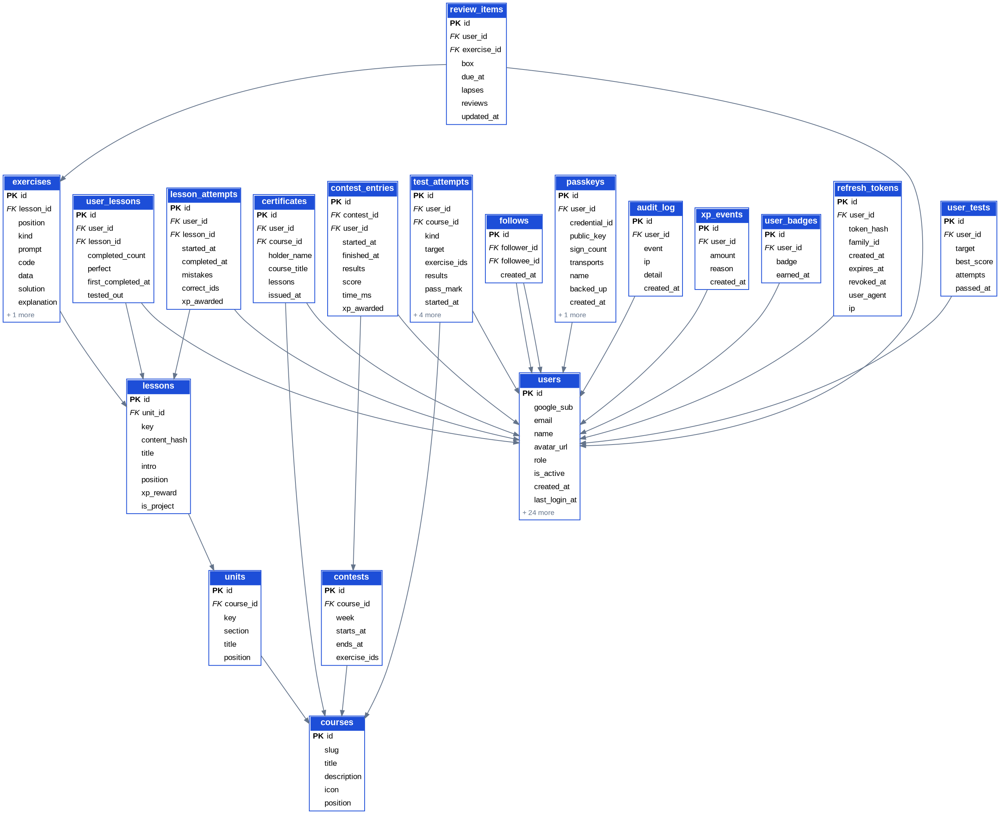 review_items
PK id
FK user_id
FK exercise_id
box
due_at
lapses
reviews
updated_at
exercises
PK id
FK lesson_id
position
kind
prompt
code
data
solution
explanation
+ 1 more
user_lessons
PK id
FK user_id
FK lesson_id
completed_count
perfect
first_completed_at
tested_out
lesson_attempts
PK id
FK user_id
FK lesson_id
started_at
completed_at
mistakes
correct_ids
xp_awarded
certificates
PK id
FK user_id
FK course_id
holder_name
course_title
lessons
issued_at
contest_entries
PK id
FK contest_id
FK user_id
started_at
finished_at
results
score
time_ms
xp_awarded
test_attempts
PK id
FK user_id
FK course_id
kind
target
exercise_ids
results
pass_mark
started_at
+ 4 more
follows
PK id
FK follower_id
FK followee_id
created_at
passkeys
PK id
FK user_id
credential_id
public_key
sign_count
transports
name
backed_up
created_at
+ 1 more
audit_log
PK id
FK user_id
event
ip
detail
created_at
xp_events
PK id
FK user_id
amount
reason
created_at
user_badges
PK id
FK user_id
badge
earned_at
refresh_tokens
PK id
FK user_id
token_hash
family_id
created_at
expires_at
revoked_at
user_agent
ip
user_tests
PK id
FK user_id
target
best_score
attempts
passed_at
lessons
PK id
FK unit_id
key
content_hash
title
intro
position
xp_reward
is_project
users
PK id
google_sub
email
name
avatar_url
role
is_active
created_at
last_login_at
+ 24 more
units
PK id
FK course_id
key
section
title
position
contests
PK id
FK course_id
week
starts_at
ends_at
exercise_ids
courses
PK id
slug
title
description
icon
position